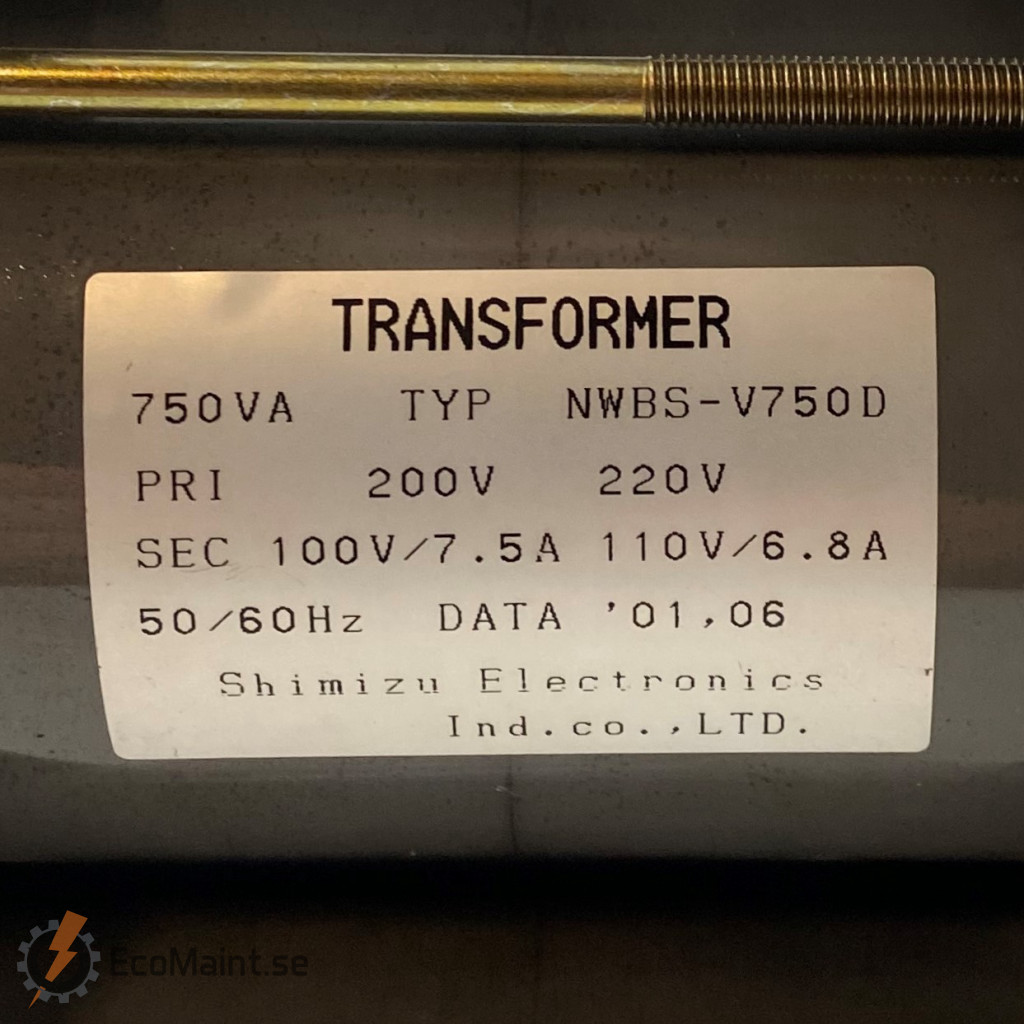 TRANSFORMER
750VA TYP NWBS-V750D
PRI 200V 220V
SEC 100V/7.5A 110V/6.8A
50/60Hz DATA '01,06
Shimizu Electronics
Ind.co.,LTD.
EcoMaint.se